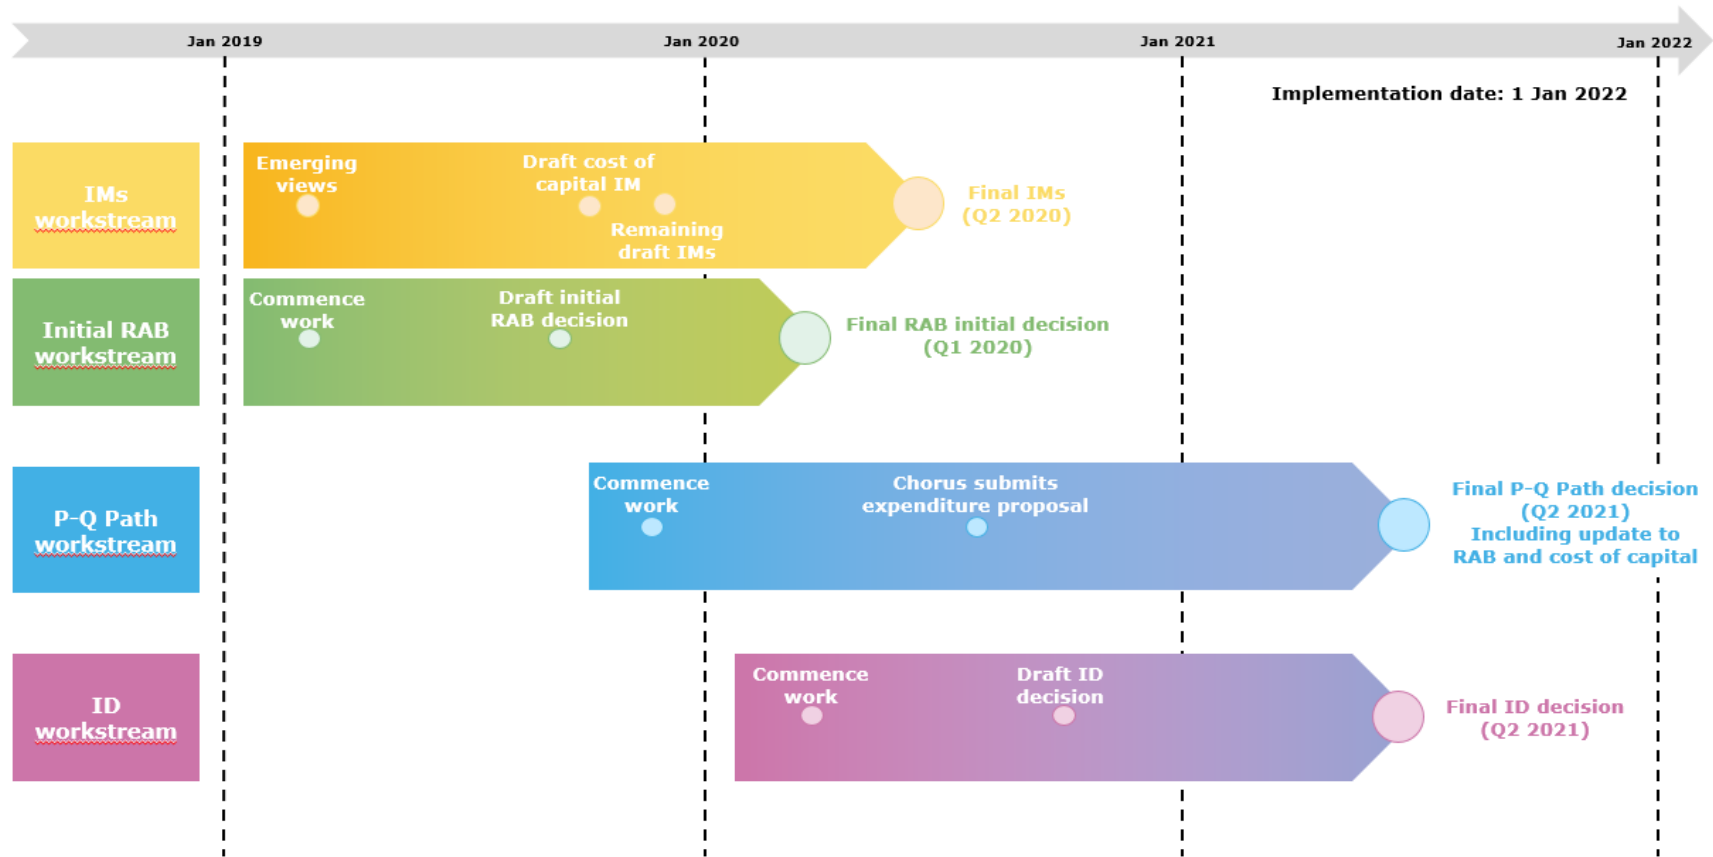 Jan 2019
Jan 2020
Jan 2021
Jan 2022
Implementation date: 1 Jan 2022
IMs
workstream
Emerging
views
Draft cost of
capital IM
Remaining
draft IMs
Final IMs
(Q2 2020)
Initial RAB
workstream
Commence
work
Draft initial
RAB decision
Final RAB initial decision
(Q1 2020)
P-Q Path
workstream
Commence
work
Chorus submits
expenditure proposal
Final P-Q Path decision
(Q2 2021)
Including update to
RAB and cost of capital
ID
workstream
Commence
work
Draft ID
decision
Final ID decision
(Q2 2021)